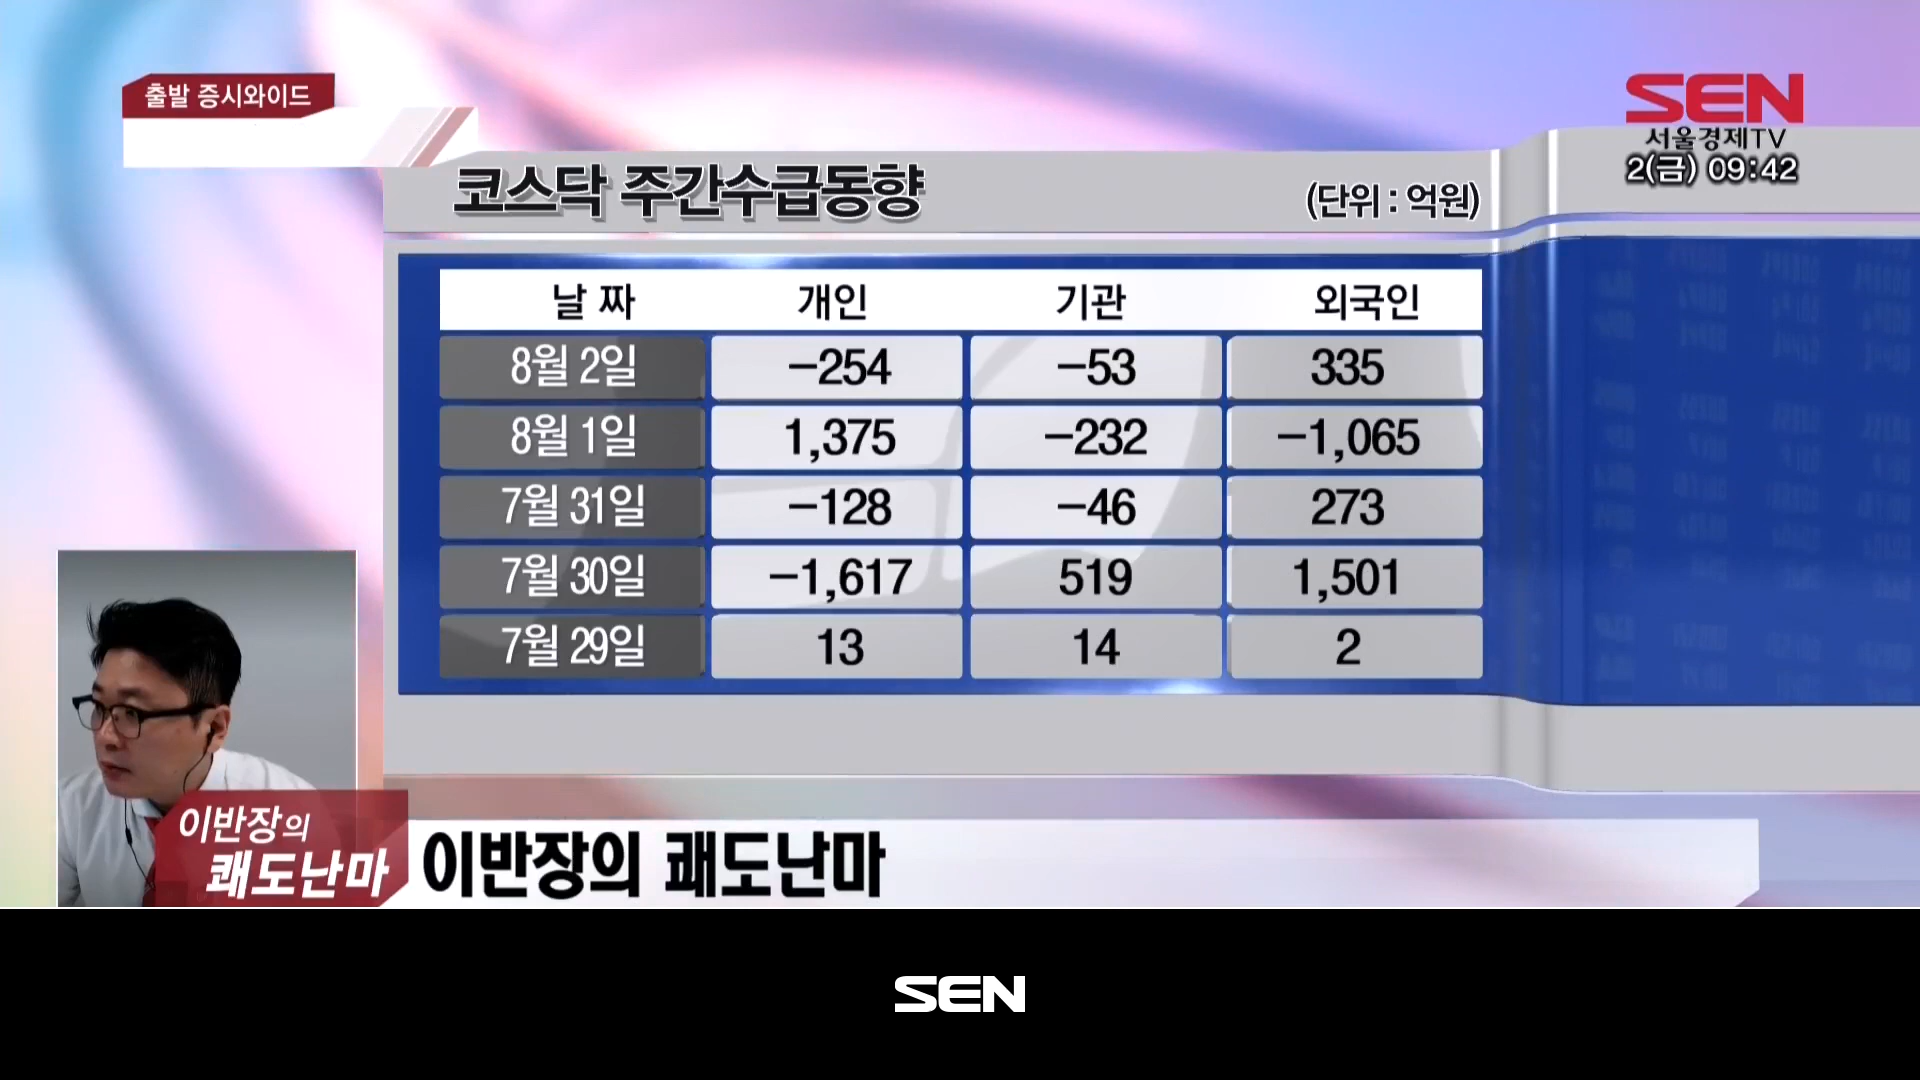 출발 증시와이드
SEN
서울경제TV
2(금) 09:42
코스닥 주간수급동향
(단위 : 억원)
날 짜 개인 기관 외국인
8월 2일 -254 -53 335
8월 1일 1,375 -232 -1,065
7월 31일 -128 -46 273
7월 30일 -1,617 519 1,501
7월 29일 13 14 2
이반장의
쾌도난마
이반장의 쾌도난마
SEN